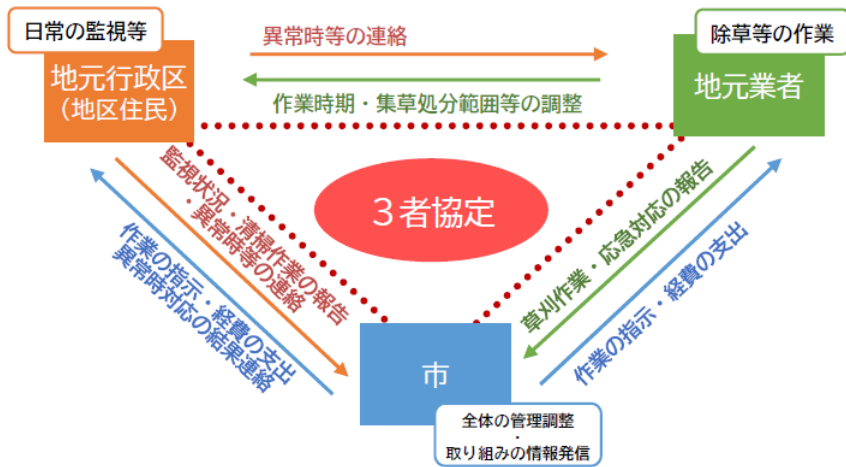 日常の監視等
地元行政区
（地区住民）
異常時等の連絡
作業時期・集草処分範囲等の調整
除草等の作業
地元業者
３者協定
監視状況・清掃作業の報告
・異常時等の連絡
作業の指示・経費の支出
異常時対応の結果連絡
草刈作業・応急対応の報告
作業の指示・経費の支出
市
全体の管理調整
・
取り組みの情報発信